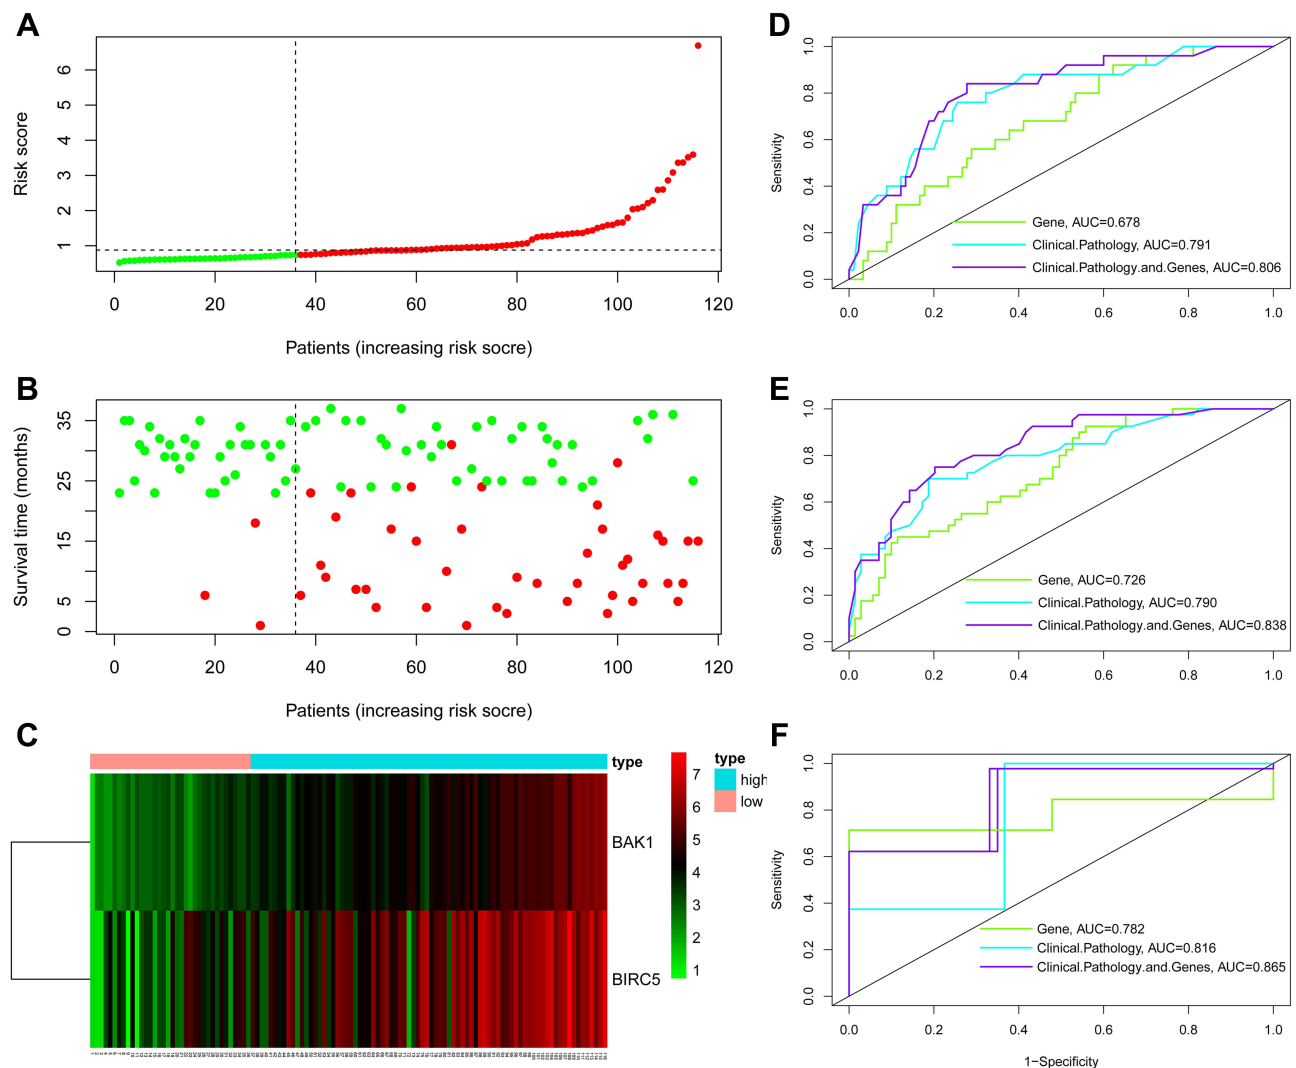 A
Risk score
6
5
4
3
2
1
0 20 40 60 80 100 120
Patients (increasing risk socre)
B
Survival time (months)
35
25
15
5
0
0 20 40 60 80 100 120
Patients (increasing risk socre)
C
type
BAK1
BIRC5
7
6
5
4
3
2
1
type
high
low
D
Sensitivity
1.0
0.8
0.6
0.4
0.2
0.0
Gene, AUC=0.678
Clinical.Pathology, AUC=0.791
Clinical.Pathology.and.Genes, AUC=0.806
0.0 0.2 0.4 0.6 0.8 1.0
E
Sensitivity
1.0
0.8
0.6
0.4
0.2
0.0
Gene, AUC=0.726
Clinical.Pathology, AUC=0.790
Clinical.Pathology.and.Genes, AUC=0.838
0.0 0.2 0.4 0.6 0.8 1.0
F
Sensitivity
1.0
0.8
0.6
0.4
0.2
0.0
Gene, AUC=0.782
Clinical.Pathology, AUC=0.816
Clinical.Pathology.and.Genes, AUC=0.865
0.0 0.2 0.4 0.6 0.8 1.0
1−Specificity